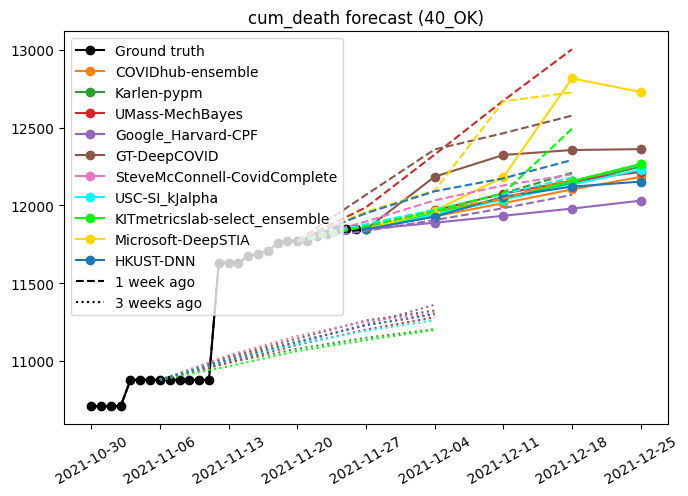 cum_death forecast (40_OK)
13000
12500
12000
11500
11000
Ground truth
COVIDhub-ensemble
Karlen-pypm
UMass-MechBayes
Google_Harvard-CPF
GT-DeepCOVID
SteveMcConnell-CovidComplete
USC-SI_kJalpha
KITmetricslab-select_ensemble
Microsoft-DeepSTIA
HKUST-DNN
1 week ago
3 weeks ago
2021-10-30
2021-11-06
2021-11-13
2021-11-20
2021-11-27
2021-12-04
2021-12-11
2021-12-18
2021-12-25